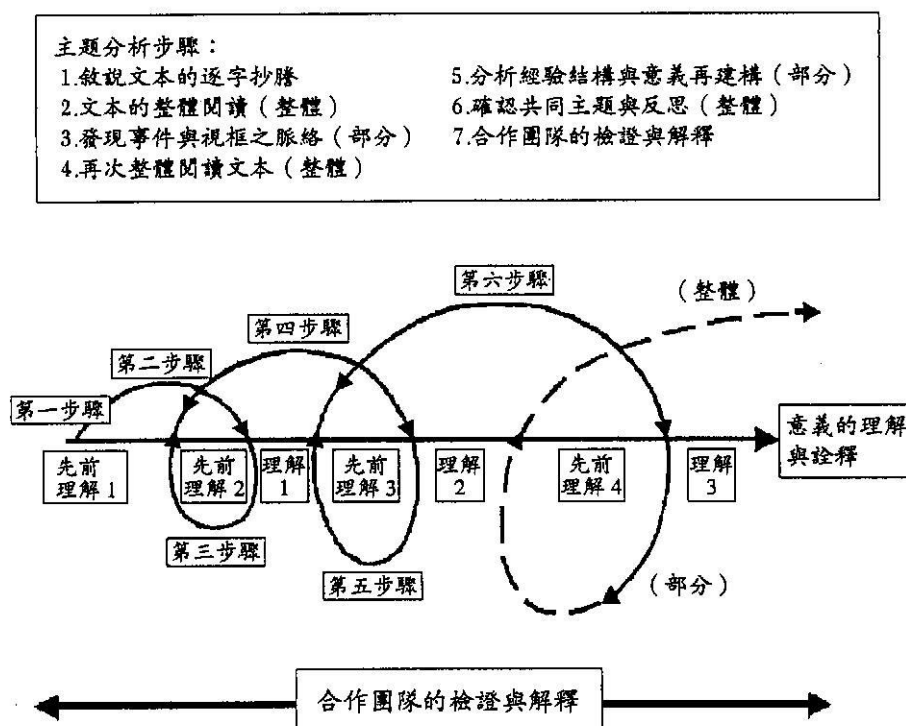 主題分析步驟：
1.敘說文本的逐字抄謄
2.文本的整體閱讀（整體）
3.發現事件與視框之脈絡（部分）
4.再次整體閱讀文本（整體）
5.分析經驗結構與意義再建構（部分）
6.確認共同主題與反思（整體）
7.合作團隊的檢證與解釋
第六步驟
（整體）
第四步驟
第二步驟
第一步驟
意義的理解
與詮釋
先前
理解1
先前
理解2
理解
1
先前
理解3
理解
2
先前
理解4
理解
3
第三步驟
第五步驟
（部分）
合作團隊的檢證與解釋